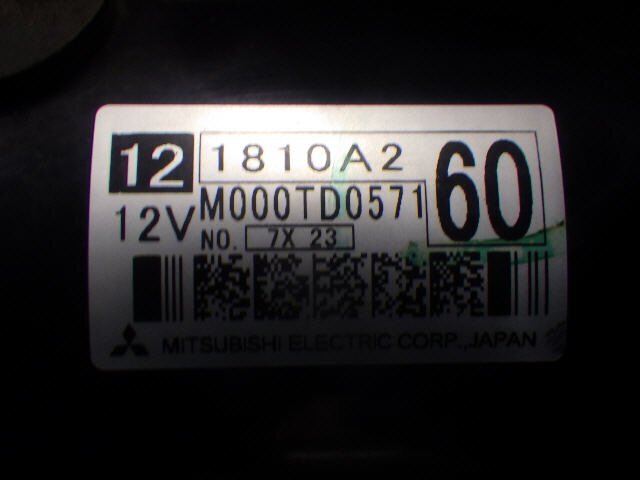 12 1810A2 60
12V M000TD0571
NO. 7X 23
MITSUBISHI ELECTRIC CORP., JAPAN